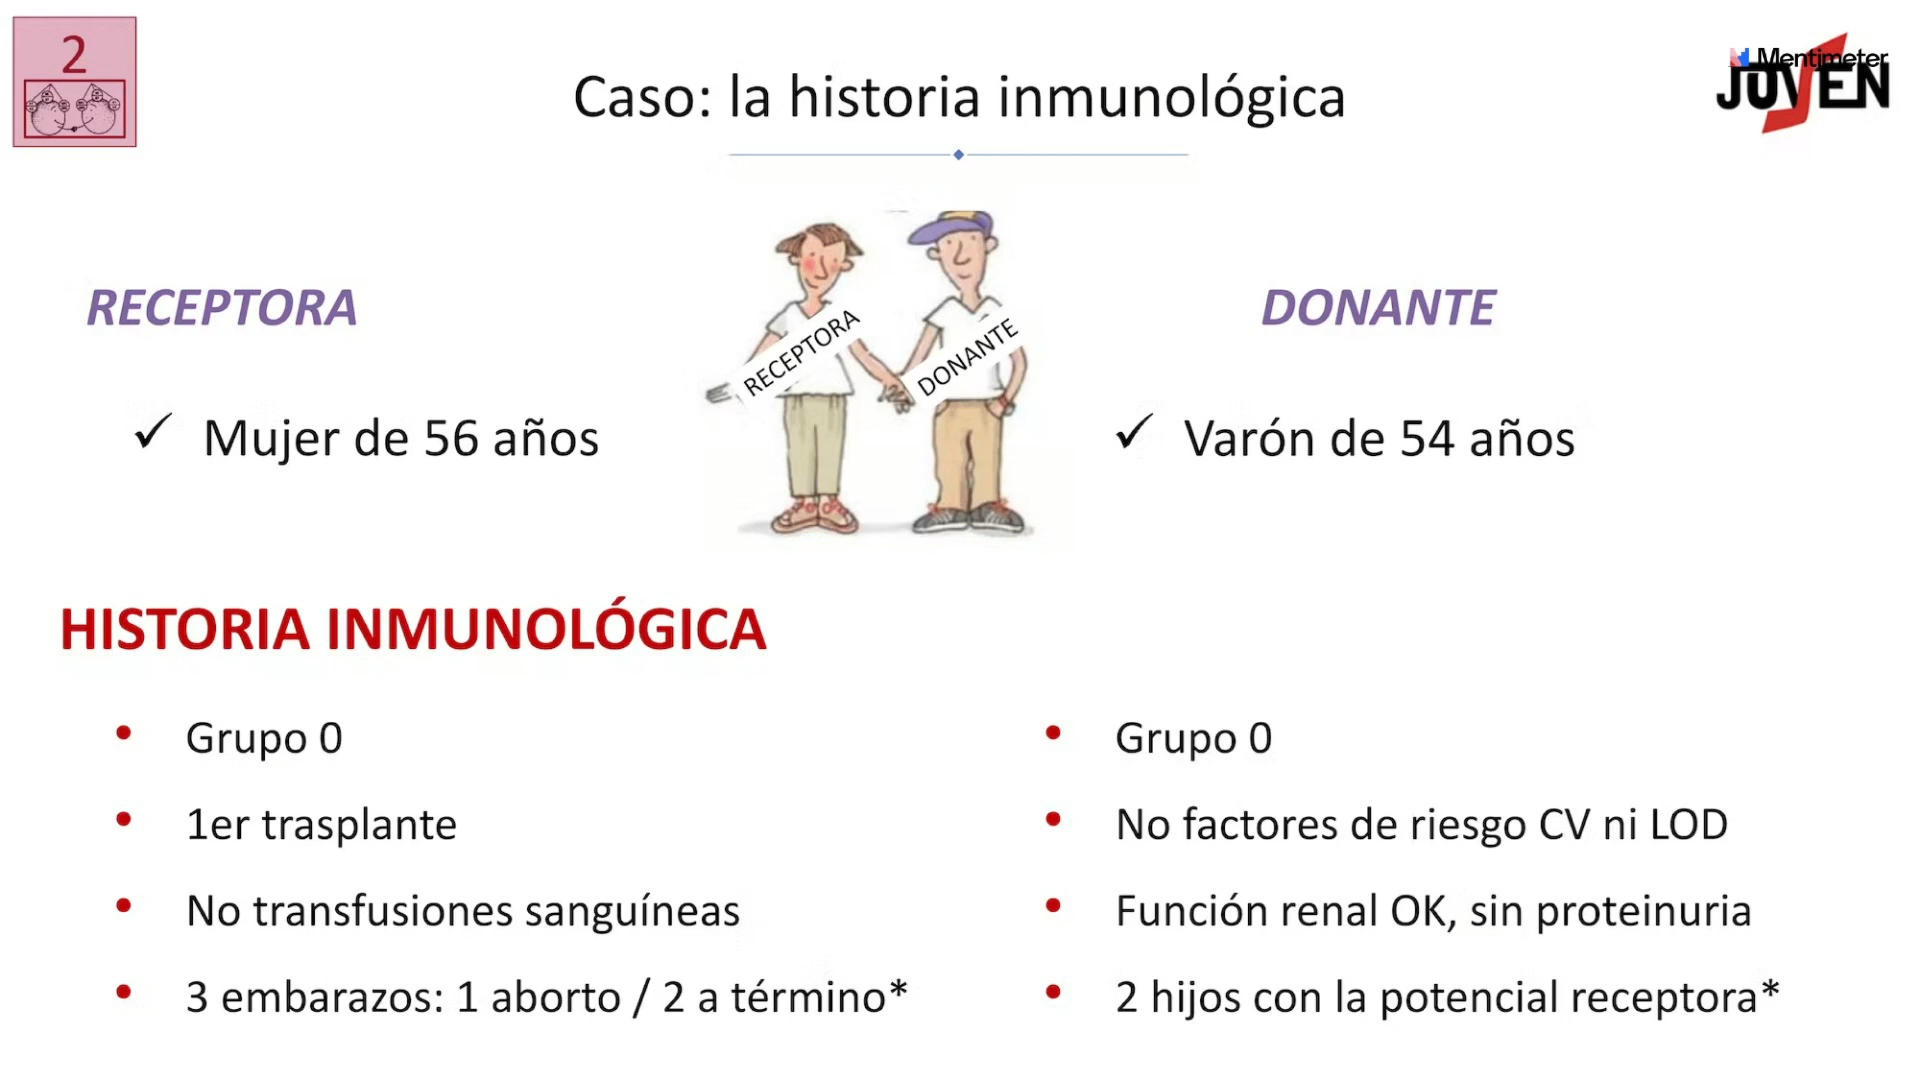 2
Caso: la historia inmunológica
Mentimeter
JOVEN
RECEPTORA
DONANTE
RECEPTORA
DONANTE
✓ Mujer de 56 años
✓ Varón de 54 años
HISTORIA INMUNOLÓGICA
• Grupo 0
• 1er trasplante
• No transfusiones sanguíneas
• 3 embarazos: 1 aborto / 2 a término*
• Grupo 0
• No factores de riesgo CV ni LOD
• Función renal OK, sin proteinuria
• 2 hijos con la potencial receptora*